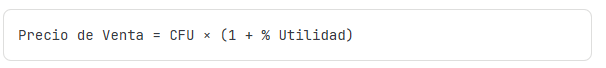 Precio de Venta = CFU × (1 + % Utilidad)